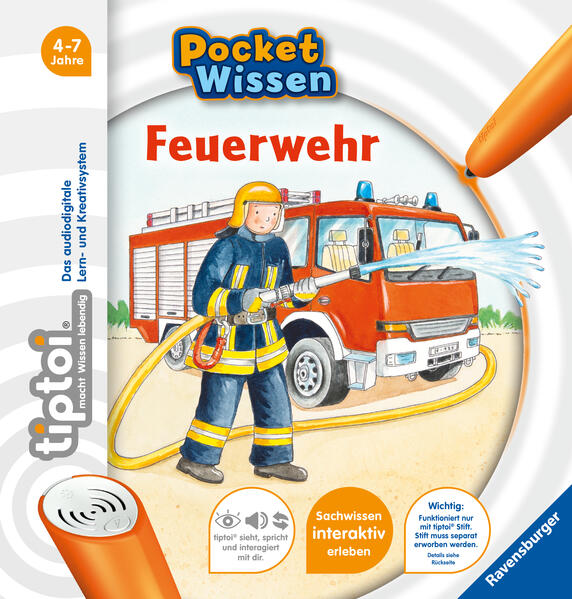 4-7
Jahre
Pocket
Wissen
Feuerwehr
tiptoi
Das audiodigitale
Lern- und Kreativsystem
tiptoi®
macht Wissen lebendig
tiptoi® sieht, spricht
und interagiert
mit dir.
Sachwissen
interaktiv
erleben
Wichtig:
Funktioniert nur
mit tiptoi® Stift.
Stift muss separat
erworben werden.
Details siehe
Rückseite
Ravensburger